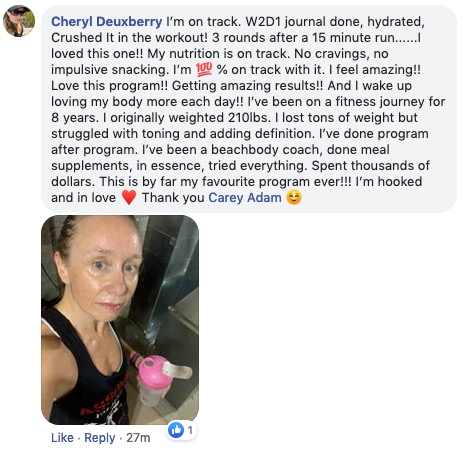 Cheryl Deuxberry I'm on track. W2D1 journal done, hydrated,
Crushed It in the workout! 3 rounds after a 15 minute run......I
loved this one!! My nutrition is on track. No cravings, no
impulsive snacking. I'm 💯 % on track with it. I feel amazing!!
Love this program!! Getting amazing results!! And I wake up
loving my body more each day!! I've been on a fitness journey for
8 years. I originally weighted 210lbs. I lost tons of weight but
struggled with toning and adding definition. I've done program
after program. I've been a beachbody coach, done meal
supplements, in essence, tried everything. Spent thousands of
dollars. This is by far my favourite program ever!!! I'm hooked
and in love ❤️ Thank you Carey Adam ☺️
Like · Reply · 27m
1